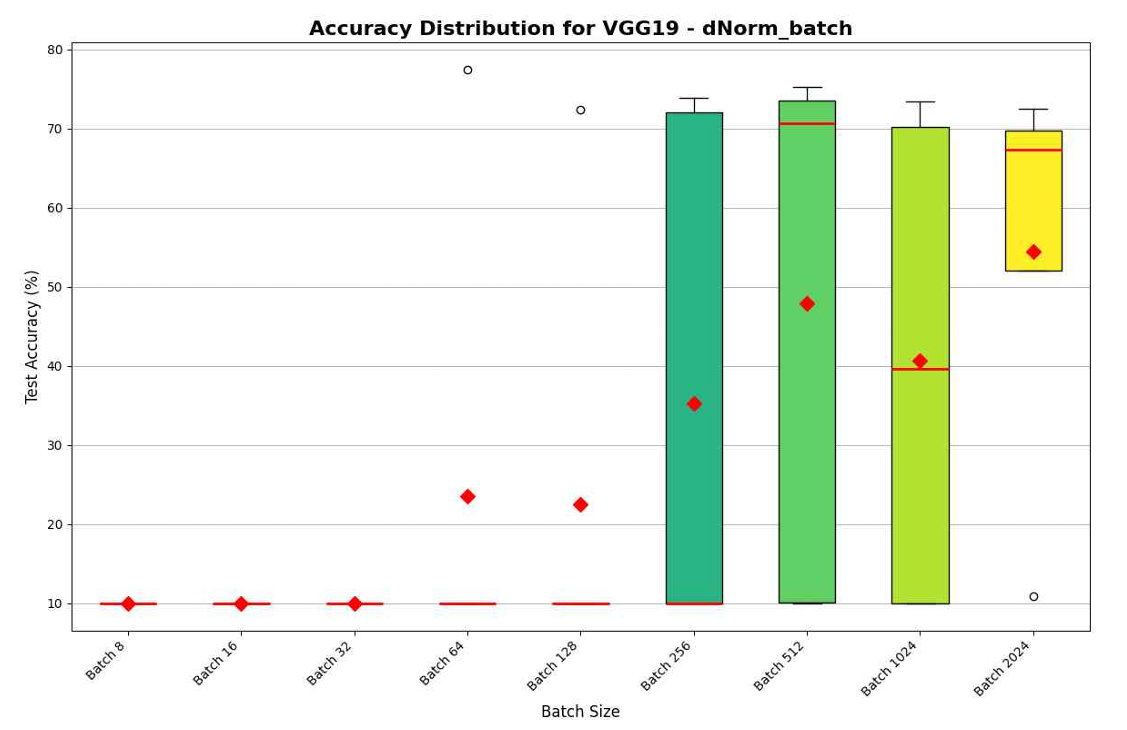 Accuracy Distribution for VGG19 - dNorm_batch
Test Accuracy (%)
80
70
60
50
40
30
20
10
Batch 8
Batch 16
Batch 32
Batch 64
Batch 128
Batch 256
Batch 512
Batch 1024
Batch 2024
Batch Size